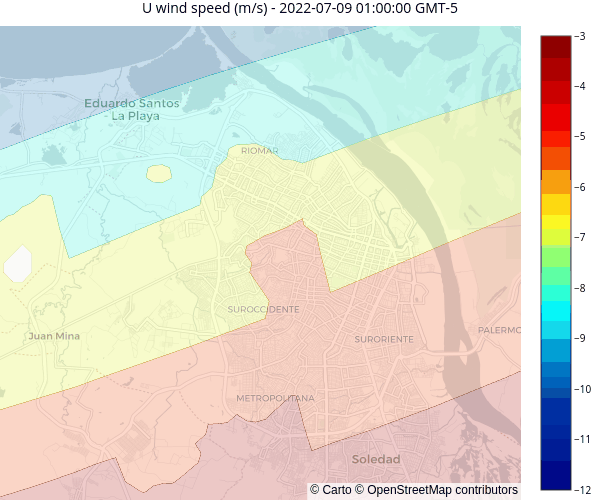 U wind speed (m/s) - 2022-07-09 01:00:00 GMT-5
Eduardo Santos
- La Playa
RIOMAR
SUROCCIDENTE
Juan Mina
SURORIENTE
PALERMO
METROPOLITANA
Soledad
© Carto © OpenStreetMap contributors
−3
−4
−5
−6
−7
−8
−9
−10
−11
−12